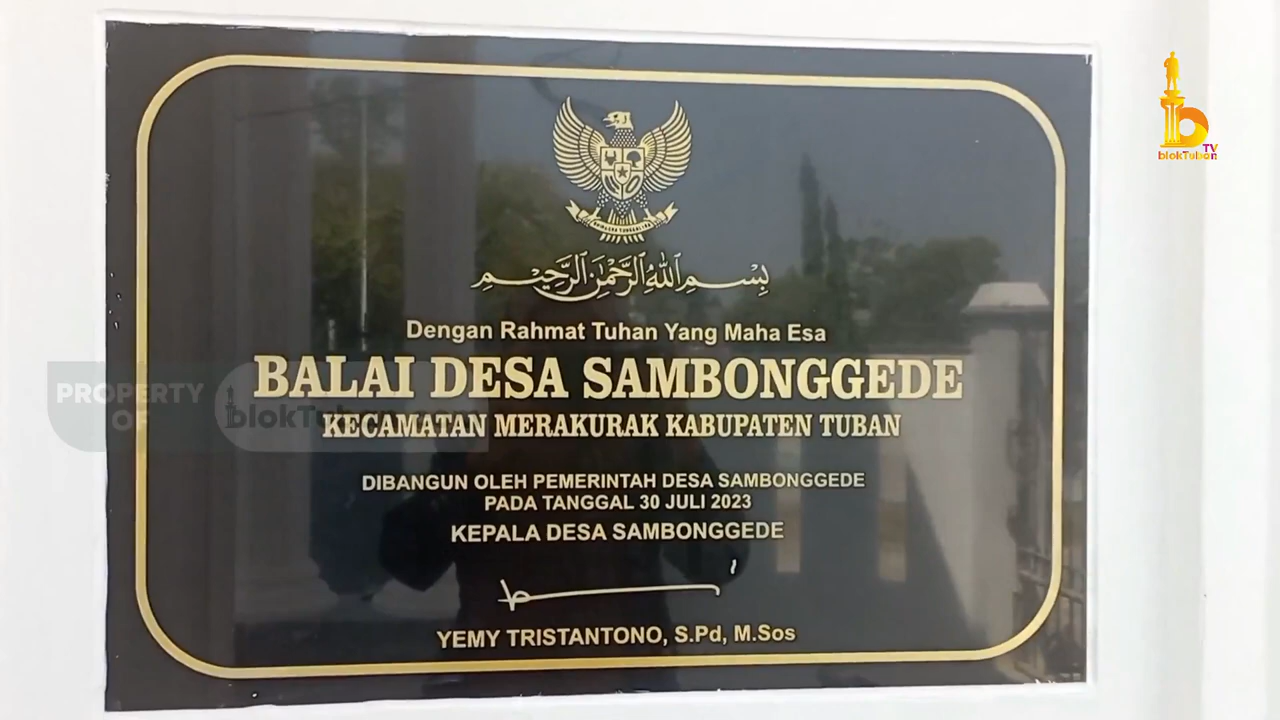 بِسْمِ اللهِ الرَّحْمٰنِ الرَّحِيْمِ
Dengan Rahmat Tuhan Yang Maha Esa
BALAI DESA SAMBONGGEDE
KECAMATAN MERAKURAK KABUPATEN TUBAN
DIBANGUN OLEH PEMERINTAH DESA SAMBONGGEDE
PADA TANGGAL 30 JULI 2023
KEPALA DESA SAMBONGGEDE
YEMY TRISTANTONO, S.Pd, M.Sos
PROPERTY
OF
blokTuban
TV
blokTuban